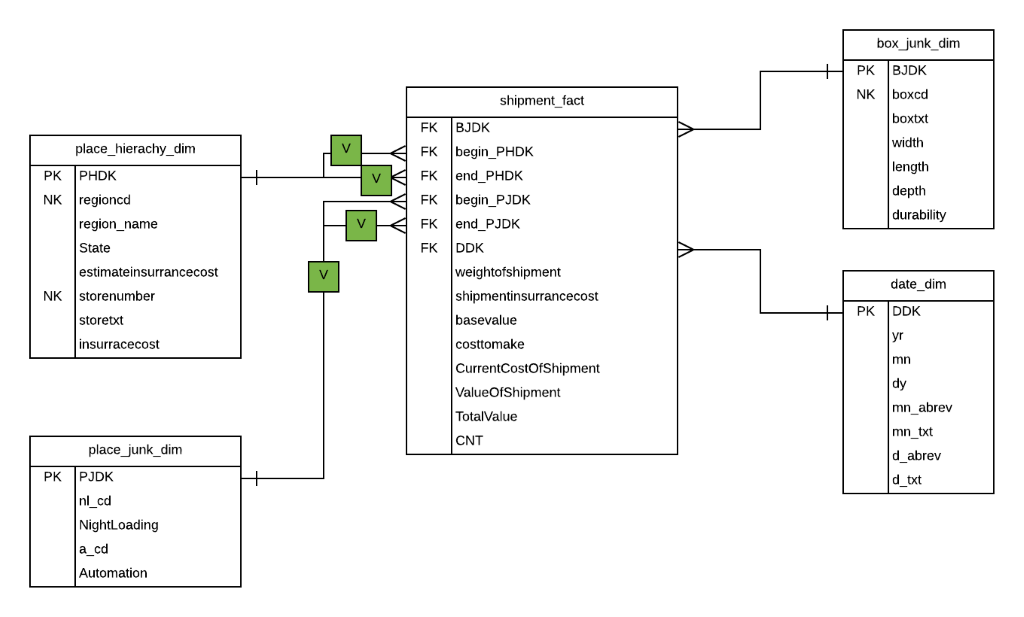 box_junk_dim
PK BJDK
NK boxcd
boxtxt
width
length
depth
durability
shipment_fact
FK BJDK
FK begin_PHDK
FK end_PHDK
FK begin_PJDK
FK end_PJDK
FK DDK
weightofshipment
shipmentinsurrancecost
basevalue
costtomake
CurrentCostOfShipment
ValueOfShipment
TotalValue
CNT
V
V
V
V
place_hierachy_dim
PK PHDK
NK regioncd
region_name
State
estimateinsurrancecost
NK storenumber
storetxt
insurracecost
date_dim
PK DDK
yr
mn
dy
mn_abrev
mn_txt
d_abrev
d_txt
place_junk_dim
PK PJDK
nl_cd
NightLoading
a_cd
Automation